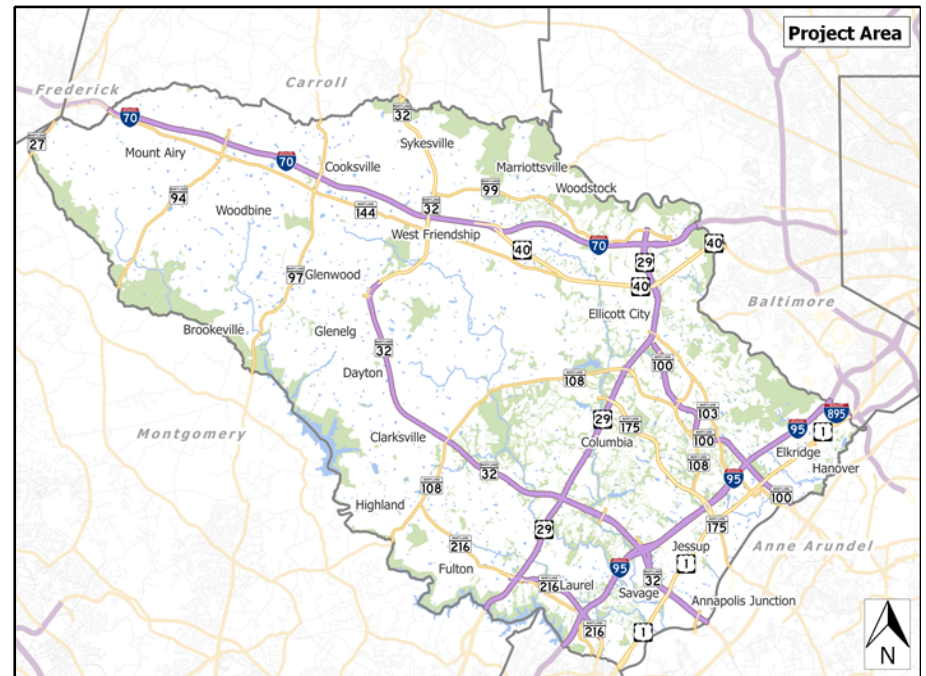 Project Area
Carroll
Frederick
70
MARYLAND
32
27
Mount Airy
Sykesville
70
Cooksville
Marriottsville
94
99
Woodstock
Woodbine
144
32
West Friendship
40
70
40
29
97
Glenwood
40
Baltimore
Ellicott City
Brookeville
Glenelg
32
100
Dayton
108
895
29
103
95
1
Montgomery
175
Clarksville
Columbia
100
Elkridge
108
Hanover
32
95
108
100
Highland
175
29
Anne Arundel
216
Jessup
Fulton
95
1
216
Laurel
32
Savage
Annapolis Junction
216
1
N